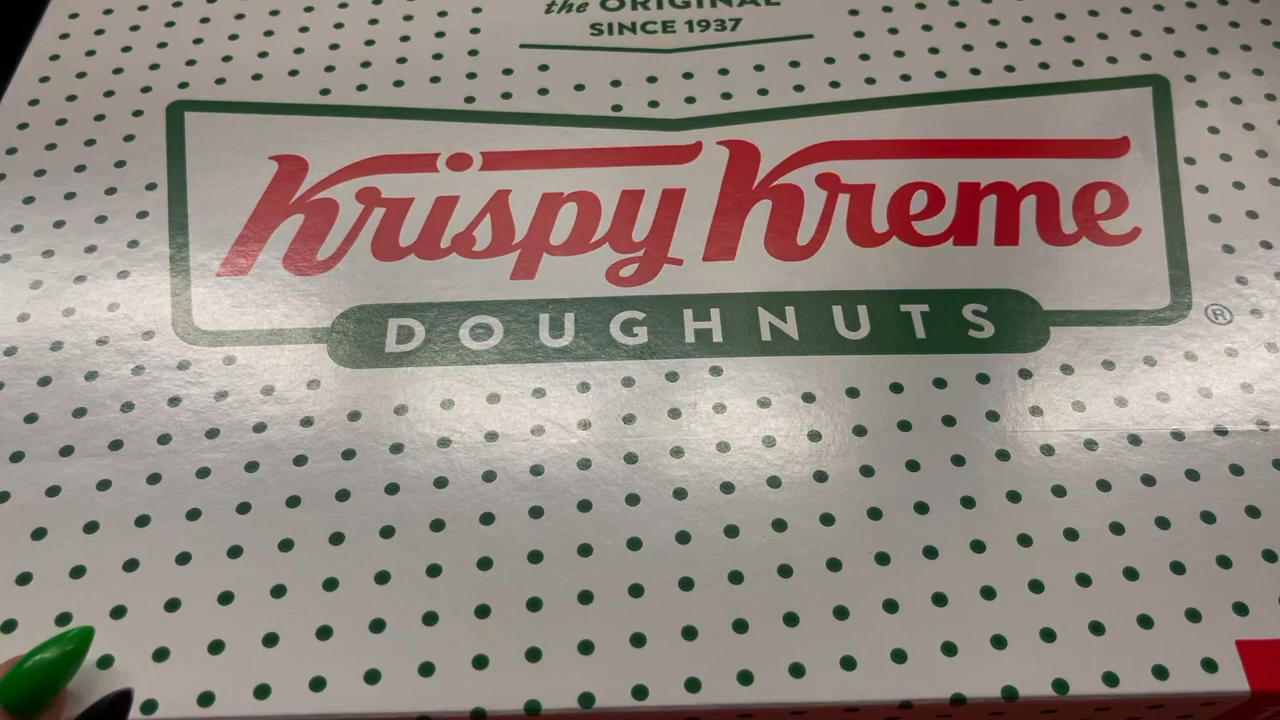 the ORIGINAL
SINCE 1937
Krispy Kreme
DOUGHNUTS
®